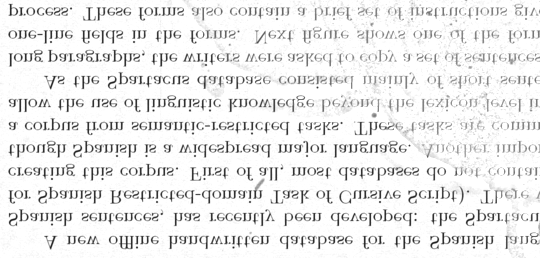 A new offline handwritten database for the Spanish lang
Spanish sentences, has recently been developed: the Spartacu
for Spanish Restricted-domain Task of Cursive Script). There w
creating this corpus. First of all, most databases do not contai
though Spanish is a widespread major language. Another impor
a corpus from semantic-restricted tasks. These tasks are comm
allow the use of linguistic knowledge beyond the lexicon level in
As the Spartacus database consisted mainly of short sente
long paragraphs, the writers were asked to copy a set of sentences
one-line fields in the forms. Next figure shows one of the form
process. These forms also contain a brief set of instructions giv